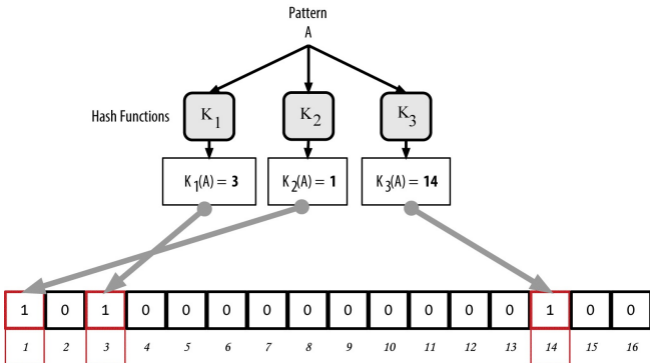 Pattern
A
Hash Functions K1 K2 K3
K1(A) = 3 K2(A) = 1 K3(A) = 14
1 0 1 0 0 0 0 0 0 0 0 0 0 1 0 0
1 2 3 4 5 6 7 8 9 10 11 12 13 14 15 16